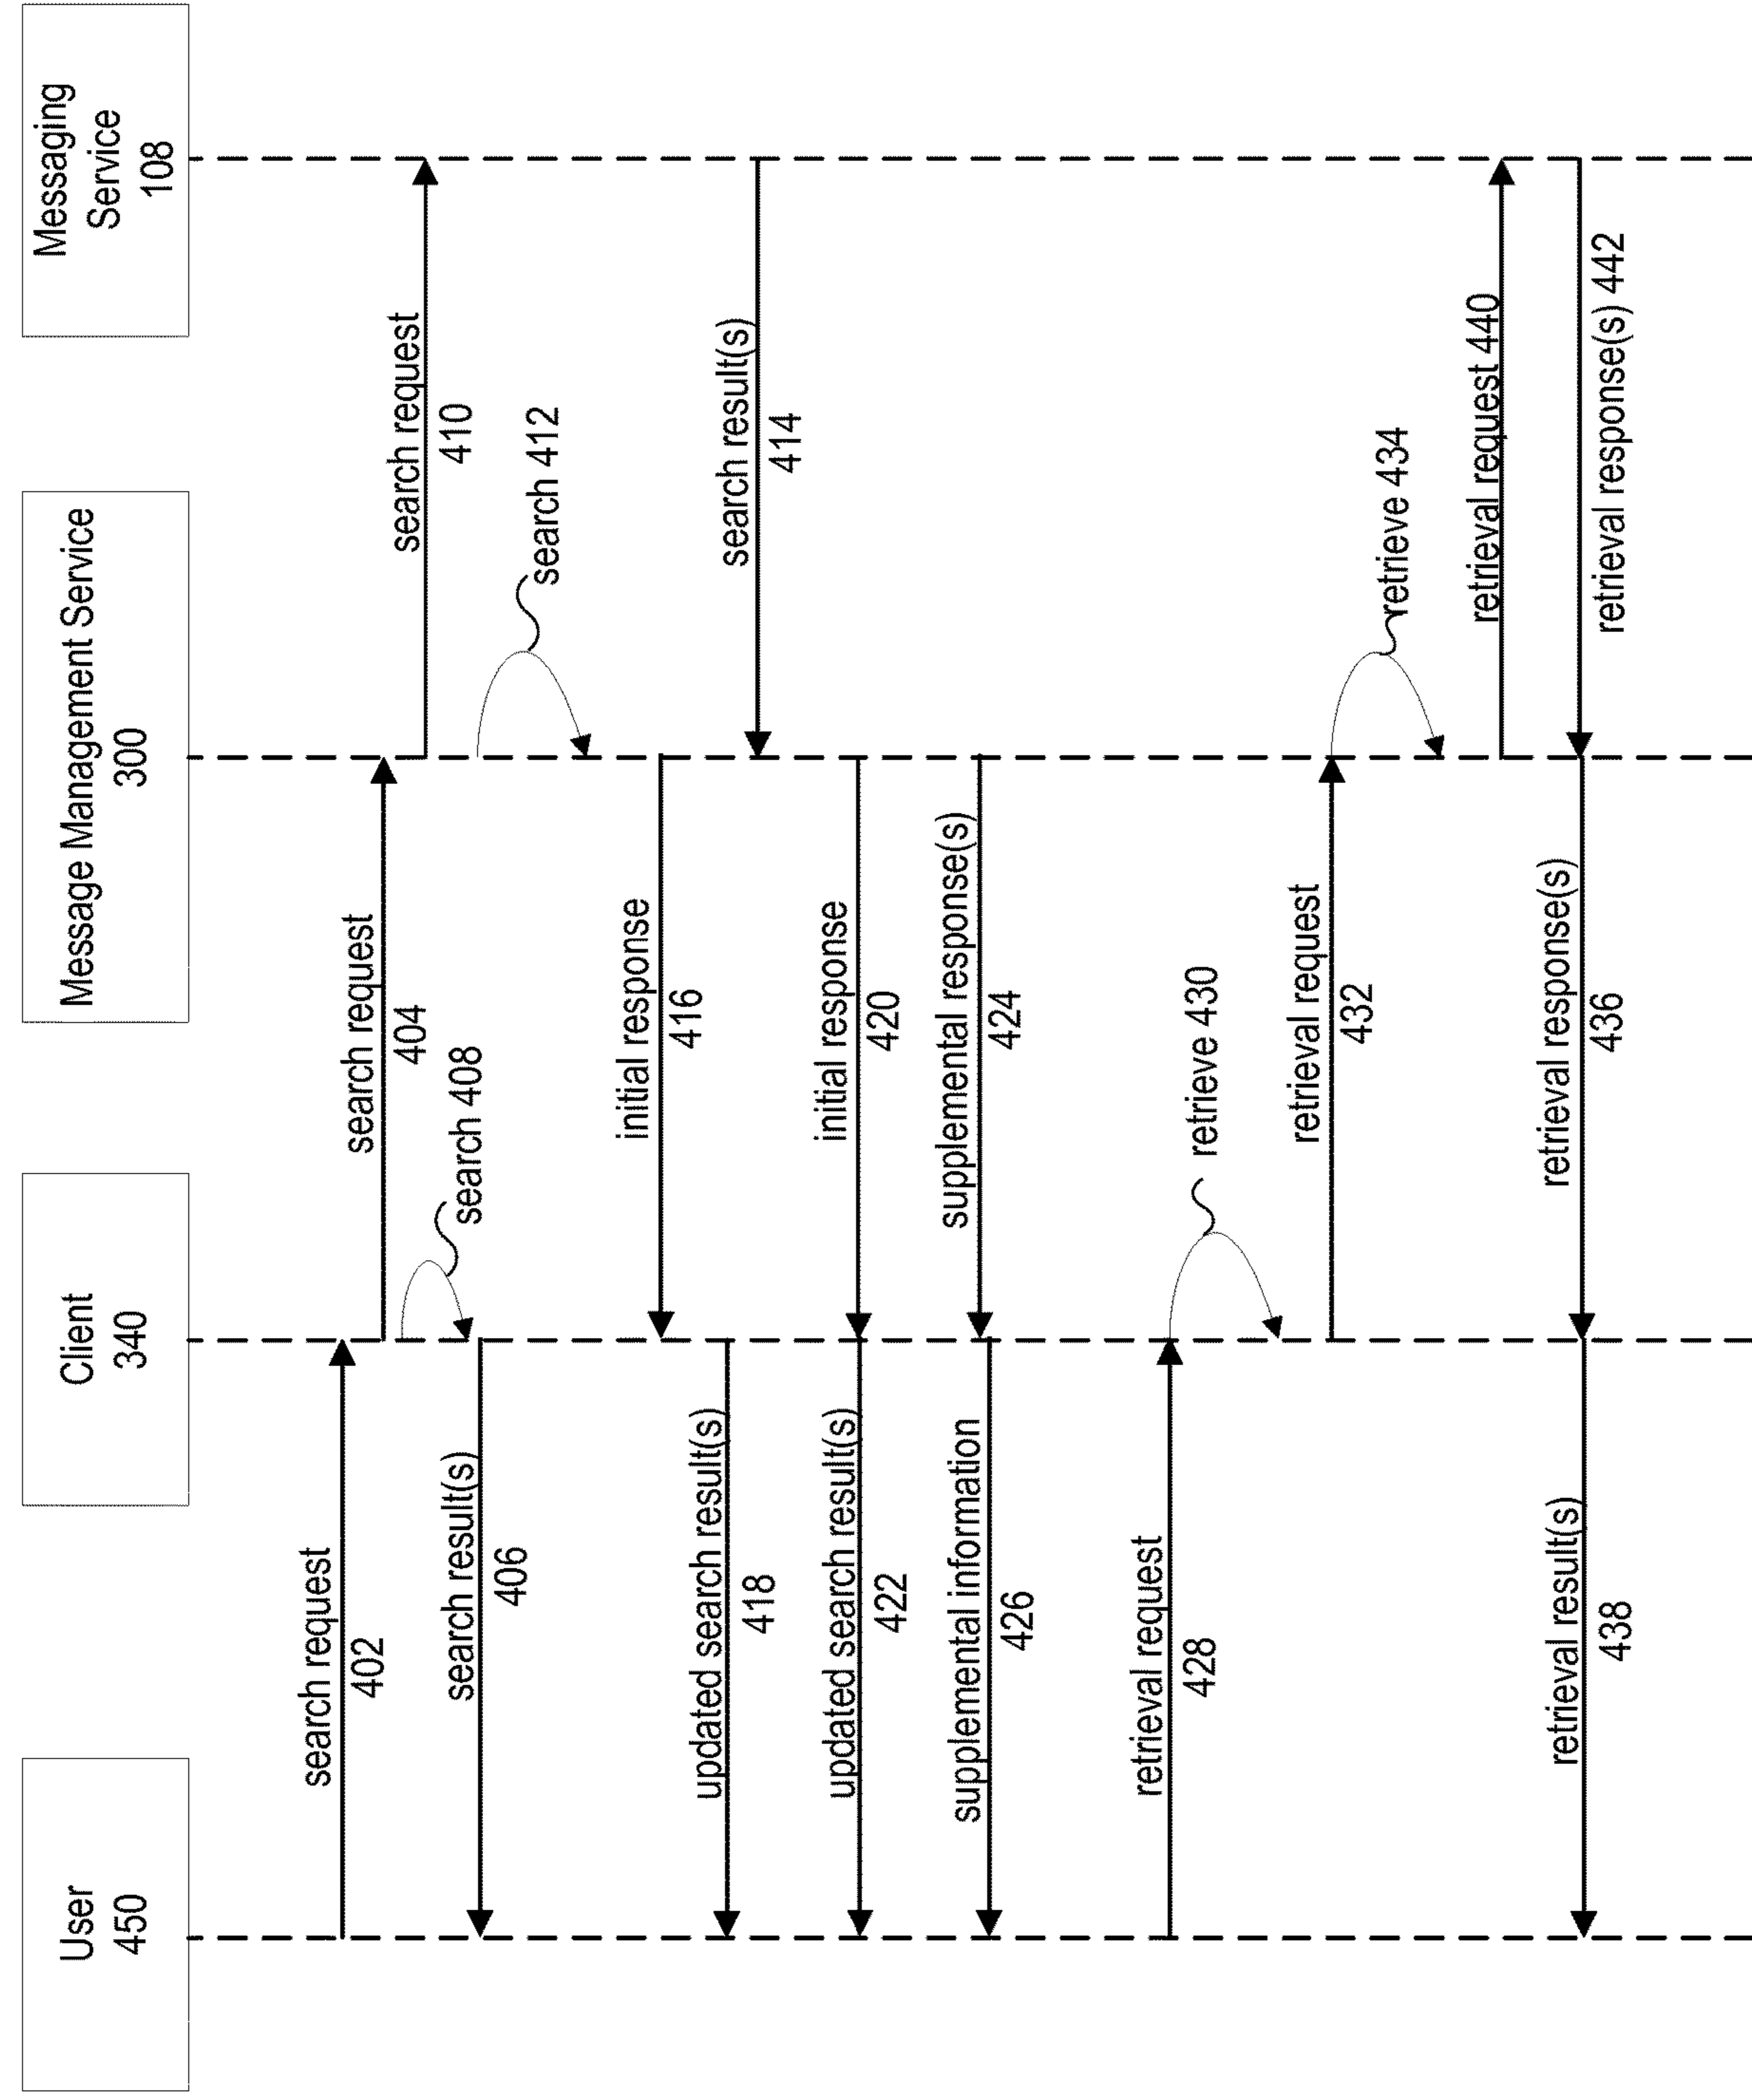 User
450
Client
340
Message Management Service
300
Messaging
Service
108
search request
402
search request
404
search request
410
search 408
search result(s)
406
search 412
initial response
416
updated search result(s)
418
search result(s)
414
initial response
420
updated search result(s)
422
supplemental response(s)
424
supplemental information
426
retrieval request
428
retrieve 430
retrieval request
432
retrieve 434
retrieval request 440
retrieval response(s) 442
retrieval response(s)
436
retrieval result(s)
438